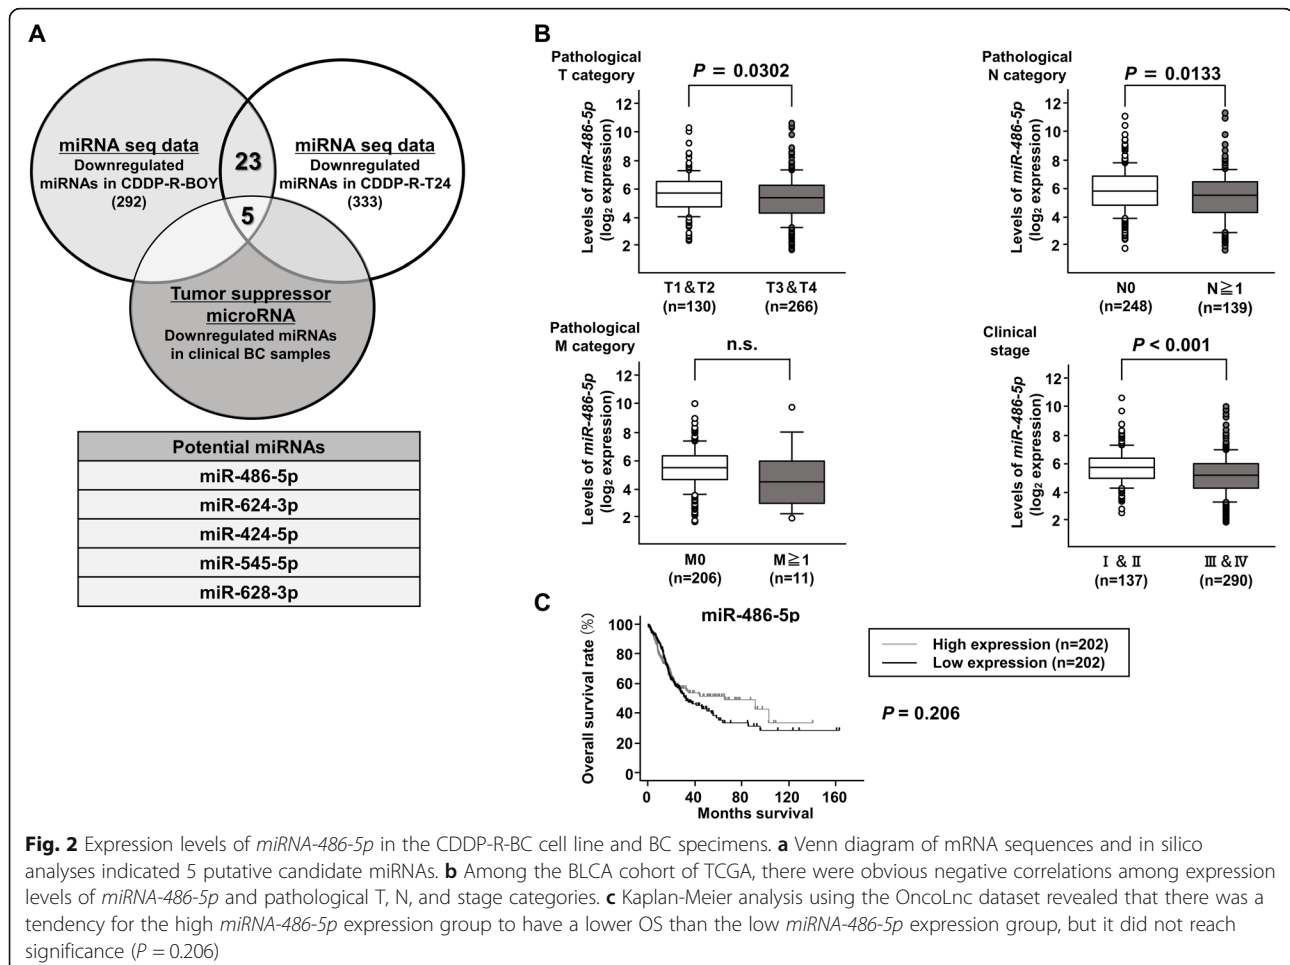 A
miRNA seq data
Downregulated
miRNAs in CDDP-R-BOY
(292)
23
miRNA seq data
Downregulated
miRNAs in CDDP-R-T24
(333)
5
Tumor suppressor
microRNA
Downregulated miRNAs
in clinical BC samples
Potential miRNAs
miR-486-5p
miR-624-3p
miR-424-5p
miR-545-5p
miR-628-3p
B
Pathological
T category
P = 0.0302
Levels of miR-486-5p
(log2 expression)
12
10
8
6
4
2
T1 & T2
(n=130)
T3 & T4
(n=266)
Pathological
N category
P = 0.0133
Levels of miR-486-5p
(log2 expression)
12
10
8
6
4
2
N0
(n=248)
N≧1
(n=139)
Pathological
M category
n.s.
Levels of miR-486-5p
(log2 expression)
12
10
8
6
4
2
M0
(n=206)
M≧1
(n=11)
Clinical
stage
P < 0.001
Levels of miR-486-5p
(log2 expression)
12
10
8
6
4
2
Ⅰ & Ⅱ
(n=137)
Ⅲ & Ⅳ
(n=290)
C
miR-486-5p
Overall survival rate (%)
100
80
60
40
20
0
0 40 80 120 160
Months survival
High expression (n=202)
Low expression (n=202)
P = 0.206
Fig. 2 Expression levels of miRNA-486-5p in the CDDP-R-BC cell line and BC specimens. a Venn diagram of mRNA sequences and in silico
analyses indicated 5 putative candidate miRNAs. b Among the BLCA cohort of TCGA, there were obvious negative correlations among expression
levels of miRNA-486-5p and pathological T, N, and stage categories. c Kaplan-Meier analysis using the OncoLnc dataset revealed that there was a
tendency for the high miRNA-486-5p expression group to have a lower OS than the low miRNA-486-5p expression group, but it did not reach
significance (P = 0.206)